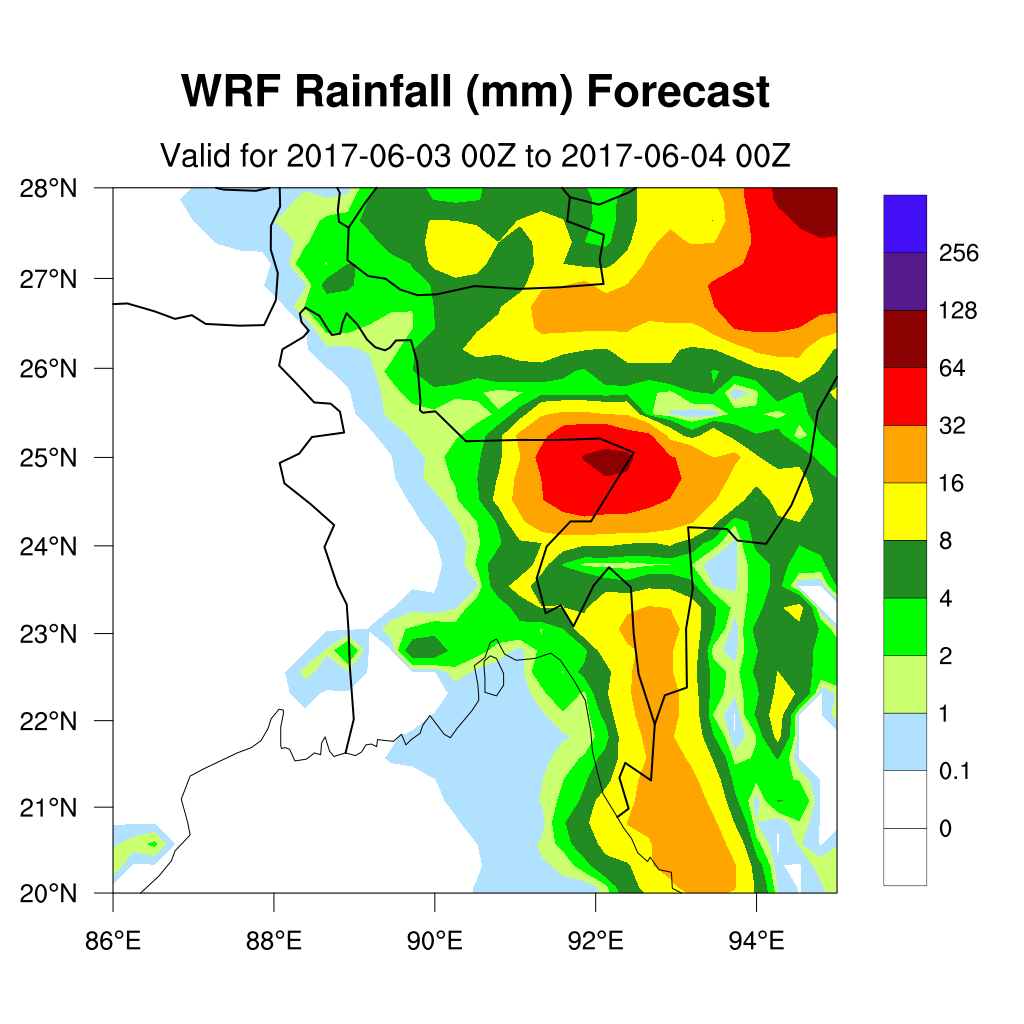 WRF Rainfall (mm) Forecast
Valid for 2017-06-03 00Z to 2017-06-04 00Z
28°N
27°N
26°N
25°N
24°N
23°N
22°N
21°N
20°N
86°E 88°E 90°E 92°E 94°E
256
128
64
32
16
8
4
2
1
0.1
0